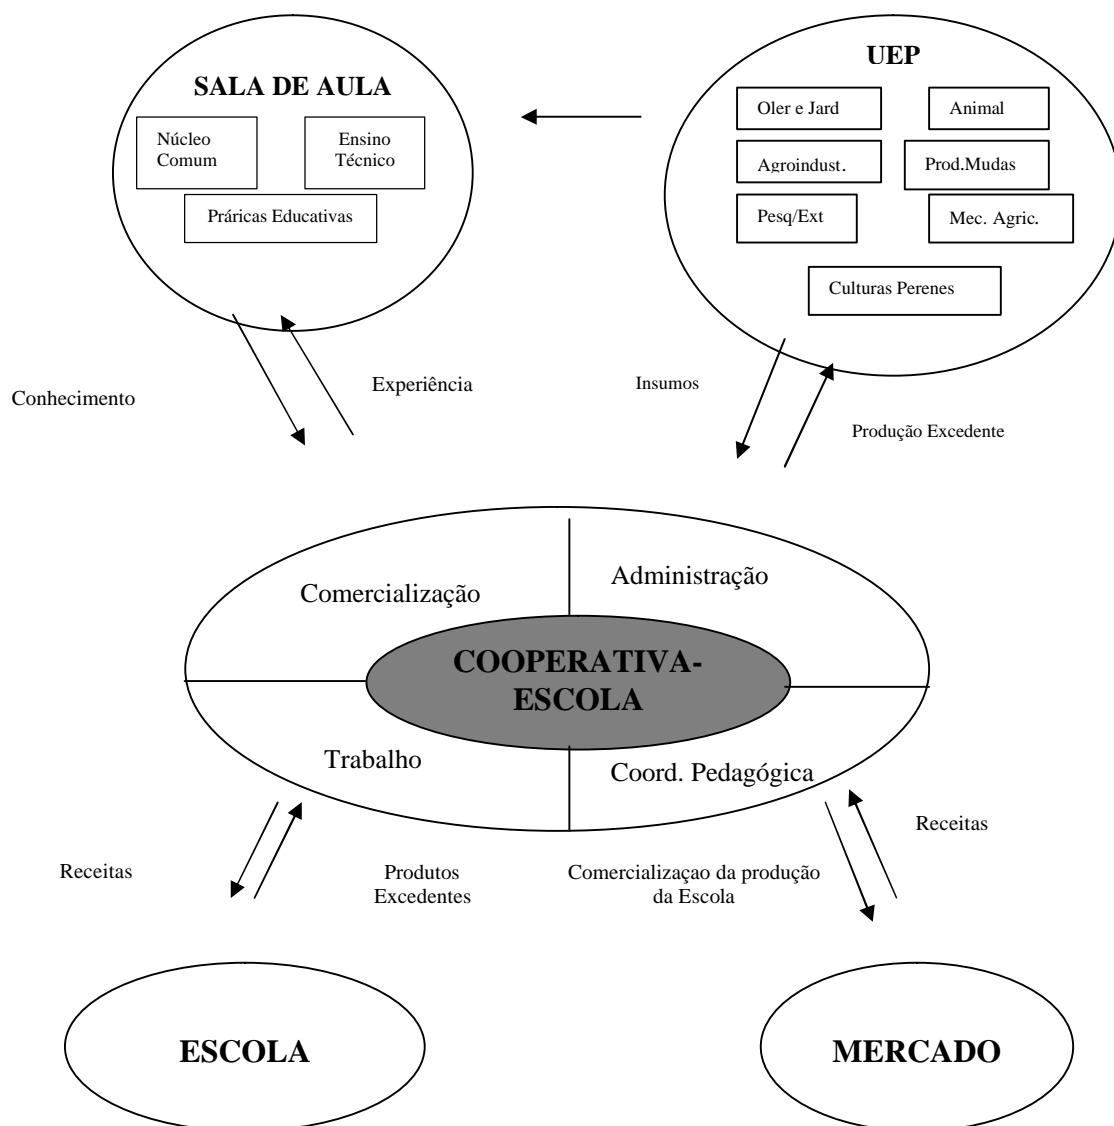 SALA DE AULA
Núcleo
Comum
Ensino
Técnico
Práricas Educativas
UEP
Oler e Jard
Animal
Agroindust.
Prod.Mudas
Pesq/Ext
Mec. Agric.
Culturas Perenes
Conhecimento
Experiência
Insumos
Produção Excedente
Comercialização
Administração
COOPERATIVA-
ESCOLA
Trabalho
Coord. Pedagógica
Receitas
Produtos
Excedentes
Comercializaçao da produção
da Escola
Receitas
ESCOLA
MERCADO